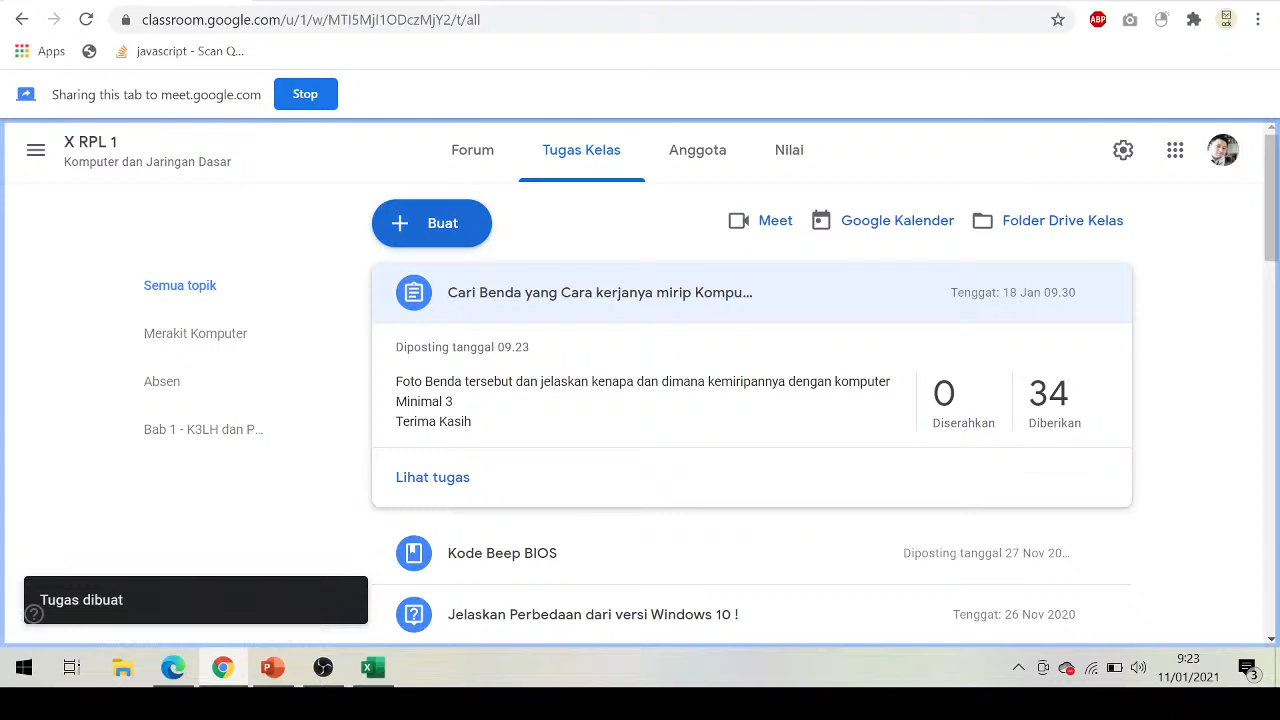 classroom.google.com/u/1/w/MTI5MjI1ODczMjY2/t/all
ABP
Apps
javascript - Scan Q...
Sharing this tab to meet.google.com
Stop
X RPL 1
Komputer dan Jaringan Dasar
Forum
Tugas Kelas
Anggota
Nilai
Buat
Meet
Google Kalender
Folder Drive Kelas
Semua topik
Merakit Komputer
Absen
Bab 1 - K3LH dan P...
Cari Benda yang Cara kerjanya mirip Kompu...
Tenggat: 18 Jan 09.30
Diposting tanggal 09.23
Foto Benda tersebut dan jelaskan kenapa dan dimana kemiripannya dengan komputer
Minimal 3
Terima Kasih
0
Diserahkan
34
Diberikan
Lihat tugas
Kode Beep BIOS
Diposting tanggal 27 Nov 20...
Jelaskan Perbedaan dari versi Windows 10 !
Tenggat: 26 Nov 2020
Tugas dibuat
9:23
11/01/2021
3